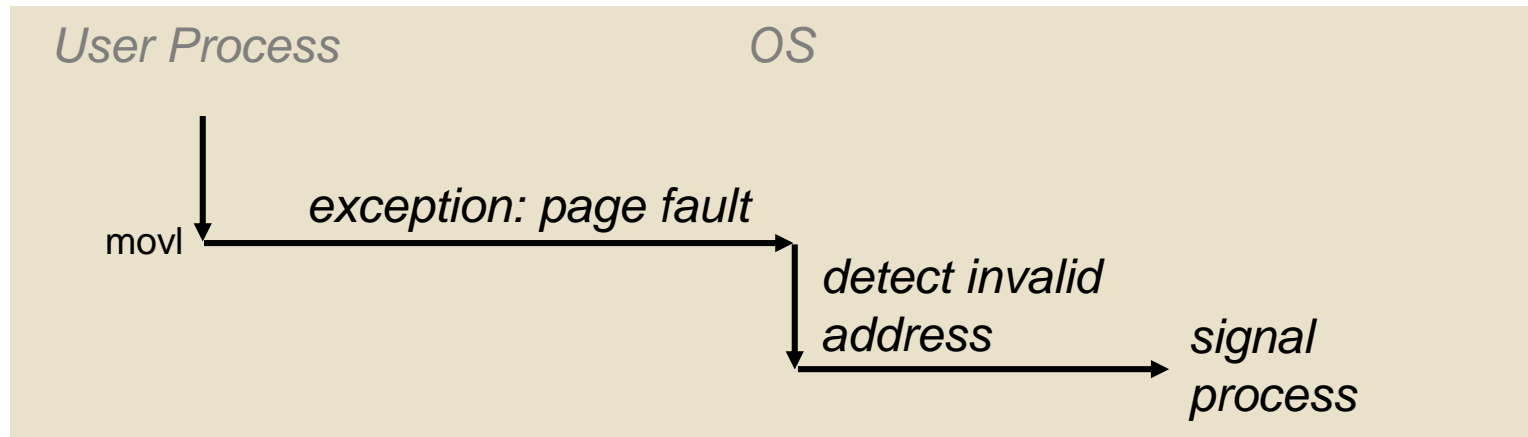 User Process OS
exception: page fault
movl
detect invalid
address
signal
process